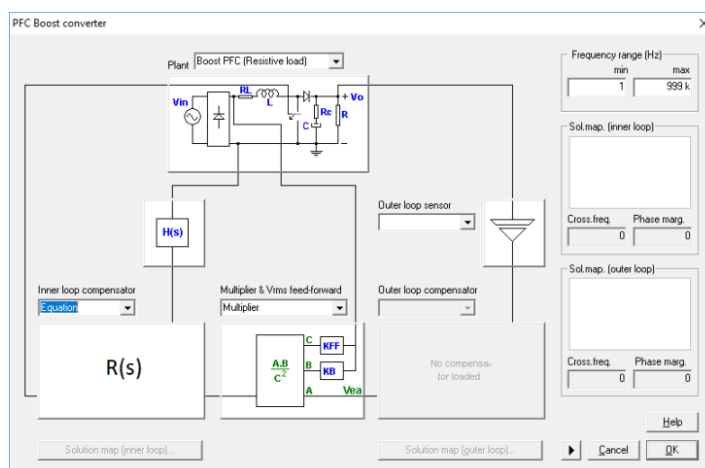 PFC Boost converter
Plant
Boost PFC (Resistive load)
Frequency range (Hz)
min
max
1
999 k
Vin
RL
L
+ Vo
Rc
R
C
−
Sol.map. (inner loop)
Cross.freq.
Phase marg.
0
0
H(s)
Outer loop sensor
Inner loop compensator
Equation
Multiplier & Vrms feed-forward
Multiplier
Outer loop compensator
Sol.map. (outer loop)
Cross.freq.
Phase marg.
0
0
R(s)
A.B
C²
C
KFF
B
KB
A
Vea
No compensa-
tor loaded
Solution map (inner loop)...
Solution map (outer loop)...
Help
Cancel
OK